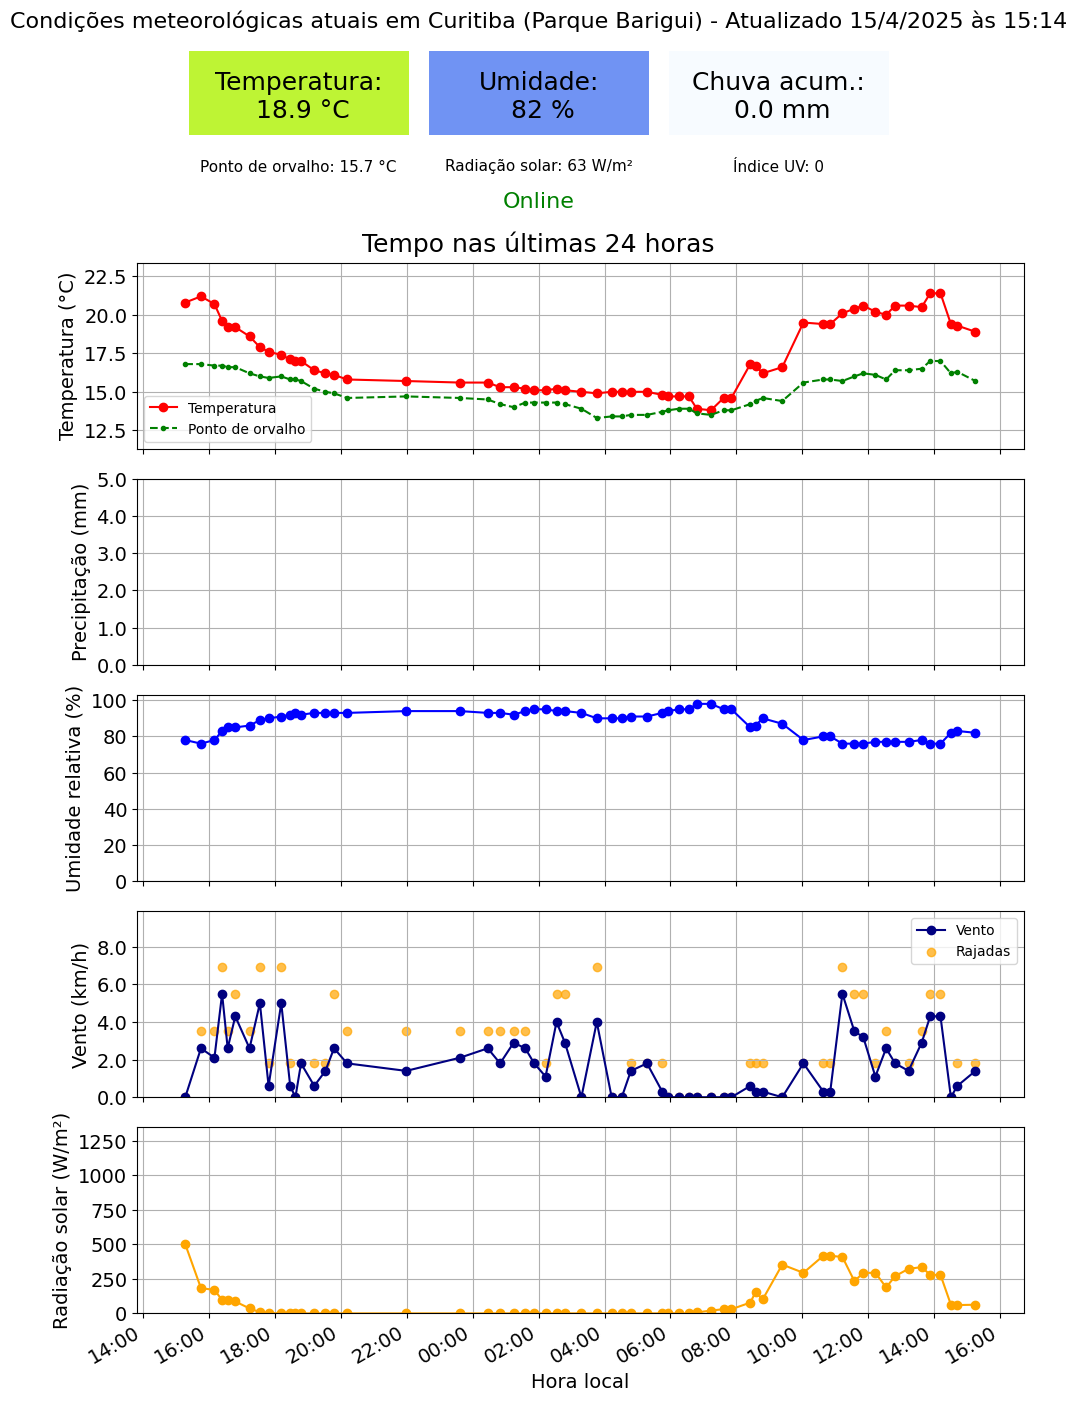 Condições meteorológicas atuais em Curitiba (Parque Barigui) - Atualizado 15/4/2025 às 15:14
Temperatura:
18.9 °C
Umidade:
82 %
Chuva acum.:
0.0 mm
Ponto de orvalho: 15.7 °C
Radiação solar: 63 W/m²
Índice UV: 0
Online
Tempo nas últimas 24 horas
Temperatura (°C)
22.5
20.0
17.5
15.0
12.5
Temperatura
Ponto de orvalho
Precipitação (mm)
5.0
4.0
3.0
2.0
1.0
0.0
Umidade relativa (%)
100
80
60
40
20
0
Vento (km/h)
8.0
6.0
4.0
2.0
0.0
Vento
Rajadas
Radiação solar (W/m²)
1250
1000
750
500
250
0
14:00 16:00 18:00 20:00 22:00 00:00 02:00 04:00 06:00 08:00 10:00 12:00 14:00 16:00
Hora local